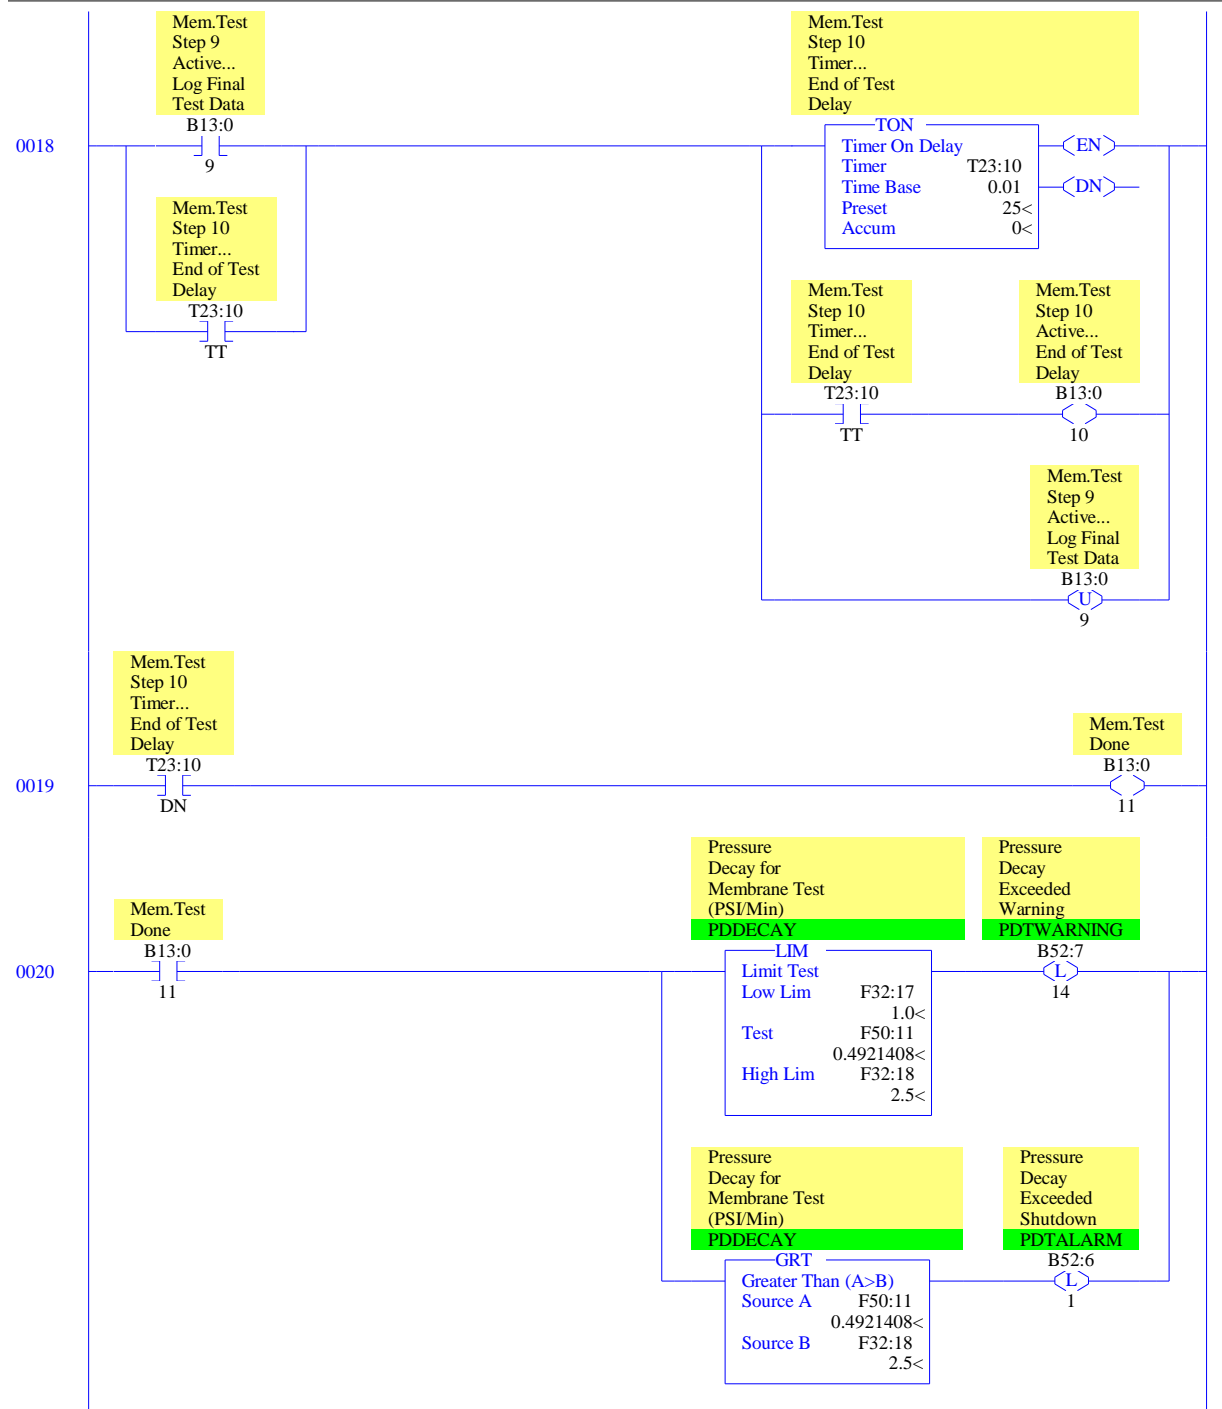 Mem.Test
Step 9
Active...
Log Final
Test Data
B13:0
9
Mem.Test
Step 10
Timer...
End of Test
Delay
T23:10
TT
0018
Mem.Test
Step 10
Timer...
End of Test
Delay
TON
Timer On Delay
Timer T23:10
Time Base 0.01
Preset 25<
Accum 0<
EN
DN
Mem.Test
Step 10
Timer...
End of Test
Delay
T23:10
TT
Mem.Test
Step 10
Active...
End of Test
Delay
B13:0
10
Mem.Test
Step 9
Active...
Log Final
Test Data
B13:0
U
9
Mem.Test
Step 10
Timer...
End of Test
Delay
T23:10
DN
0019
Mem.Test
Done
B13:0
11
Mem.Test
Done
B13:0
11
0020
Pressure
Decay for
Membrane Test
(PSI/Min)
PDDECAY
LIM
Limit Test
Low Lim F32:17
1.0<
Test F50:11
0.4921408<
High Lim F32:18
2.5<
Pressure
Decay
Exceeded
Warning
PDTWARNING
B52:7
L
14
Pressure
Decay for
Membrane Test
(PSI/Min)
PDDECAY
GRT
Greater Than (A>B)
Source A F50:11
0.4921408<
Source B F32:18
2.5<
Pressure
Decay
Exceeded
Shutdown
PDTALARM
B52:6
L
1